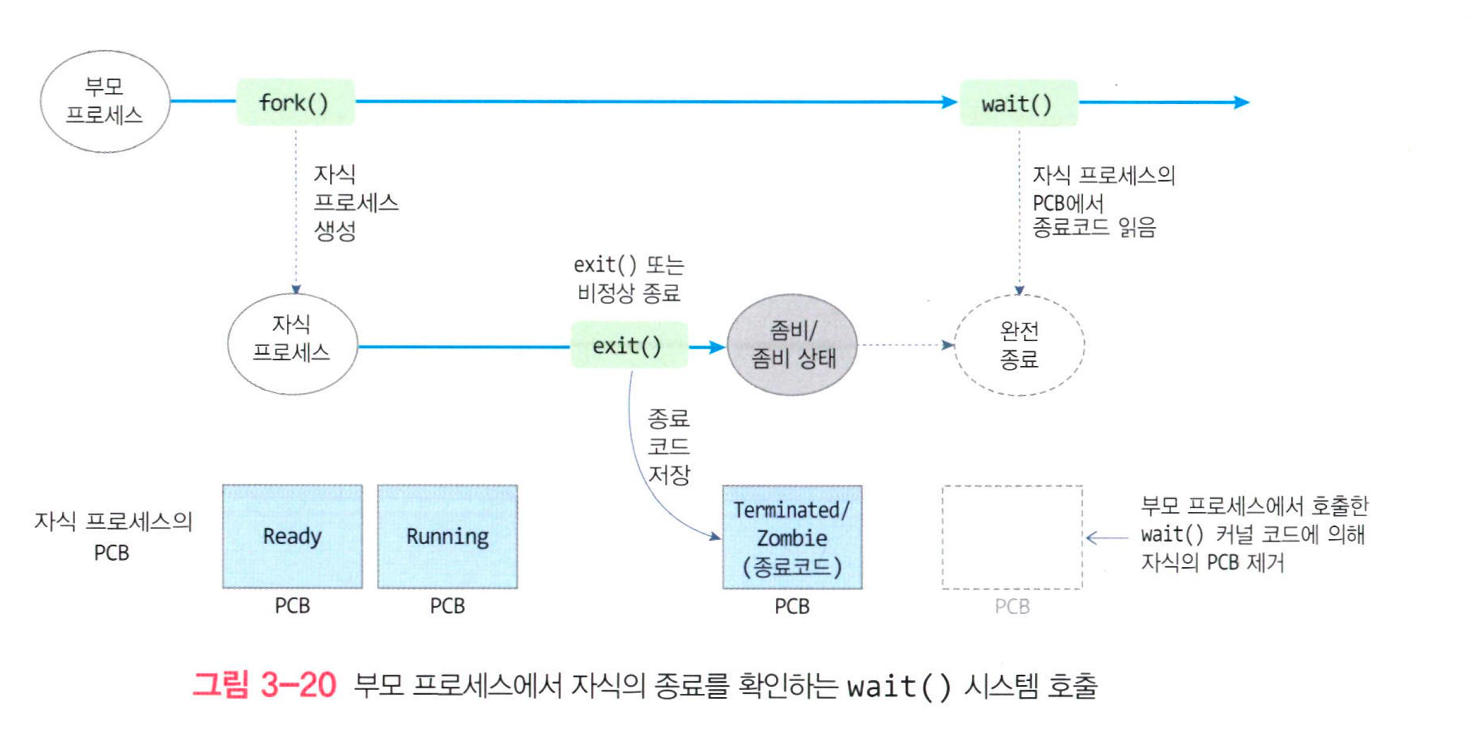 부모
프로세스
fork()
wait()
자식
프로세스
생성
자식 프로세스의
PCB에서
종료코드 읽음
exit() 또는
비정상 종료
자식
프로세스
exit()
좀비/
좀비 상태
완전
종료
종료
코드
저장
자식 프로세스의
PCB
Ready
Running
Terminated/
Zombie
(종료코드)
부모 프로세스에서 호출한
wait() 커널 코드에 의해
자식의 PCB 제거
PCB
PCB
PCB
PCB
그림 3-20 부모 프로세스에서 자식의 종료를 확인하는 wait() 시스템 호출